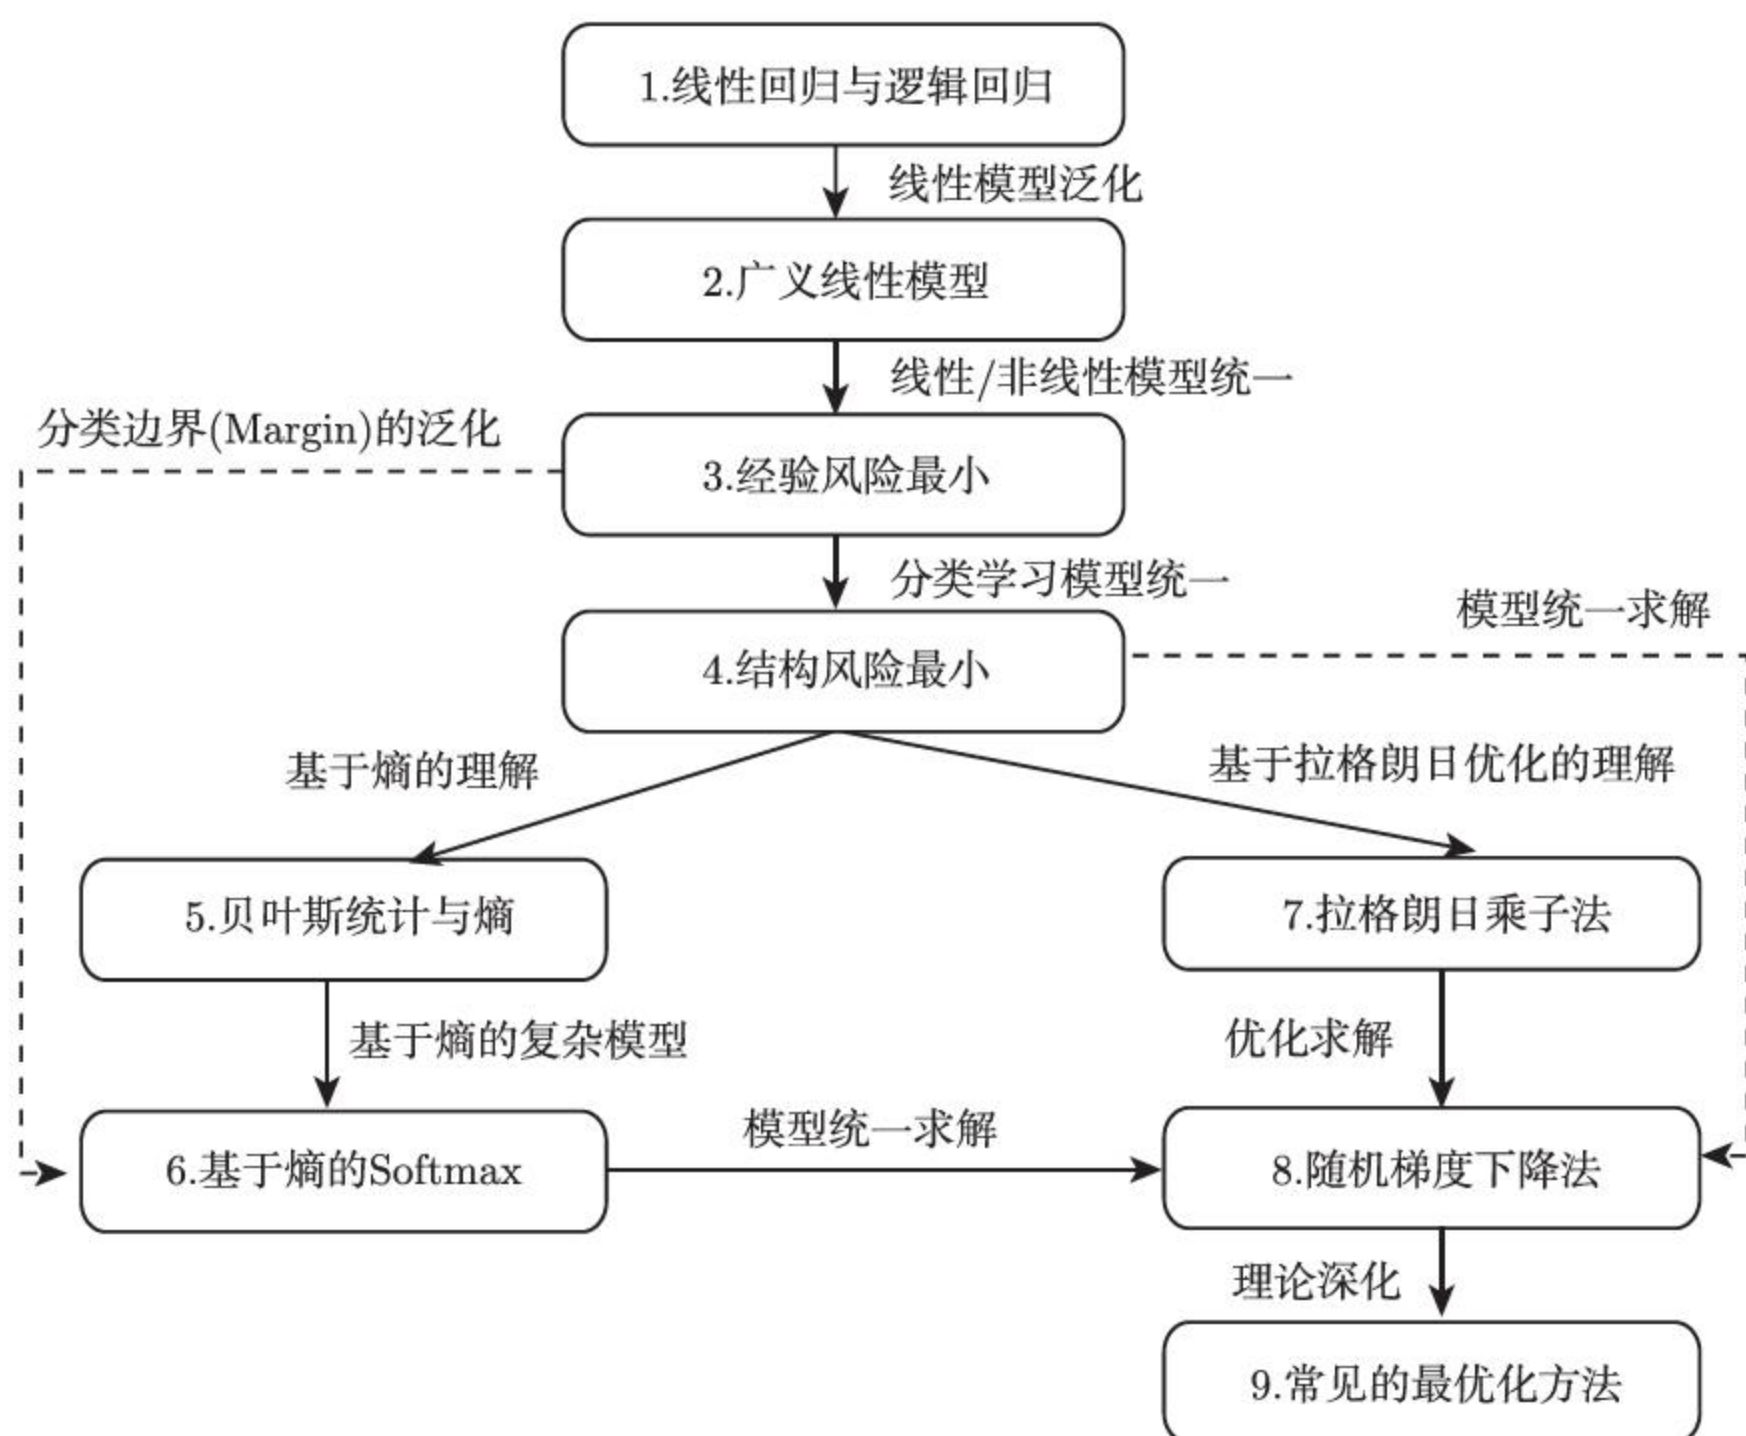 1.线性回归与逻辑回归
线性模型泛化
2.广义线性模型
线性/非线性模型统一
分类边界(Margin)的泛化
3.经验风险最小
分类学习模型统一
模型统一求解
4.结构风险最小
基于熵的理解
基于拉格朗日优化的理解
5.贝叶斯统计与熵
7.拉格朗日乘子法
基于熵的复杂模型
优化求解
模型统一求解
6.基于熵的Softmax
8.随机梯度下降法
理论深化
9.常见的最优化方法